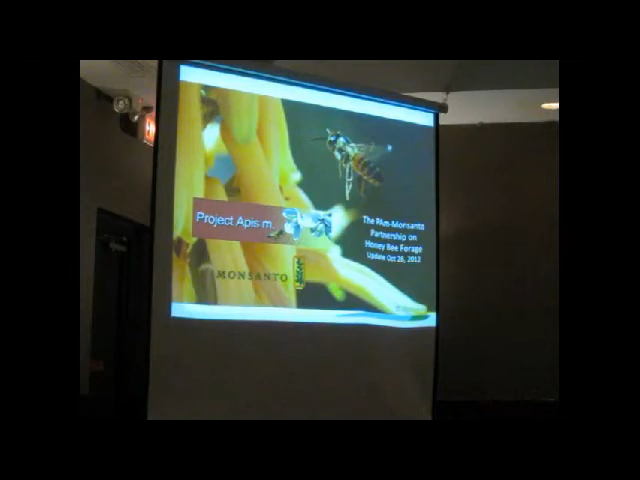 Project Apis m.
The PAm-Monsanto
Partnership on
Honey Bee Forage
Update Oct 26, 2012
MONSANTO